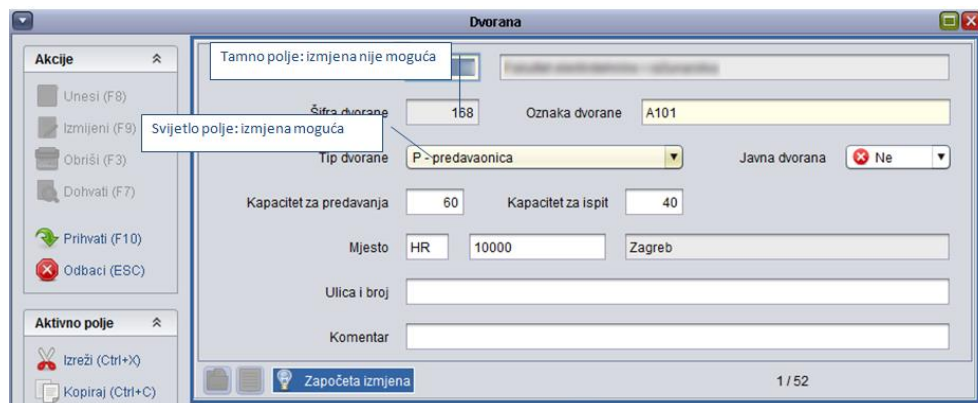 Dvorana
Akcije
Unesi (F8)
Izmijeni (F9)
Obriši (F3)
Dohvati (F7)
Prihvati (F10)
Odbaci (ESC)
Aktivno polje
Izreži (Ctrl+X)
Kopiraj (Ctrl+C)
Tamno polje: izmjena nije moguća
Šifra dvorane 168 Oznaka dvorane A101
Svijetlo polje: izmjena moguća
Tip dvorane P - predavaonica Javna dvorana Ne
Kapacitet za predavanja 60 Kapacitet za ispit 40
Mjesto HR 10000 Zagreb
Ulica i broj
Komentar
Započeta izmjena 1 / 52